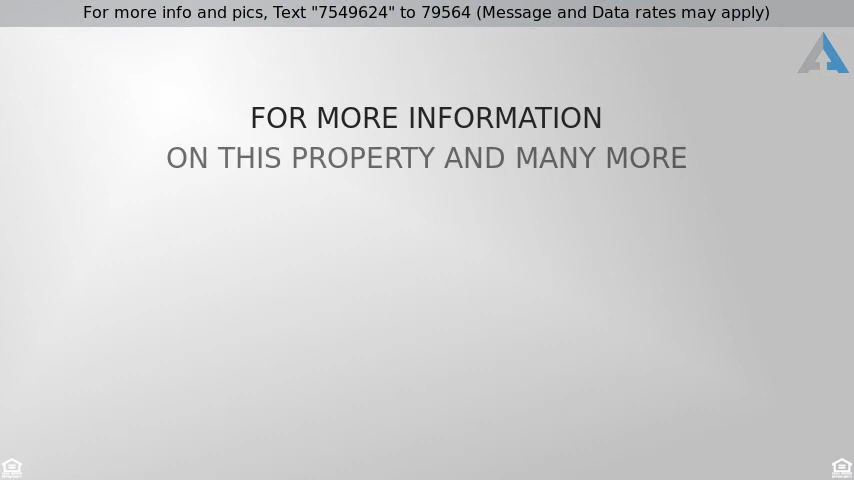 For more info and pics, Text "7549624" to 79564 (Message and Data rates may apply)
FOR MORE INFORMATION
ON THIS PROPERTY AND MANY MORE